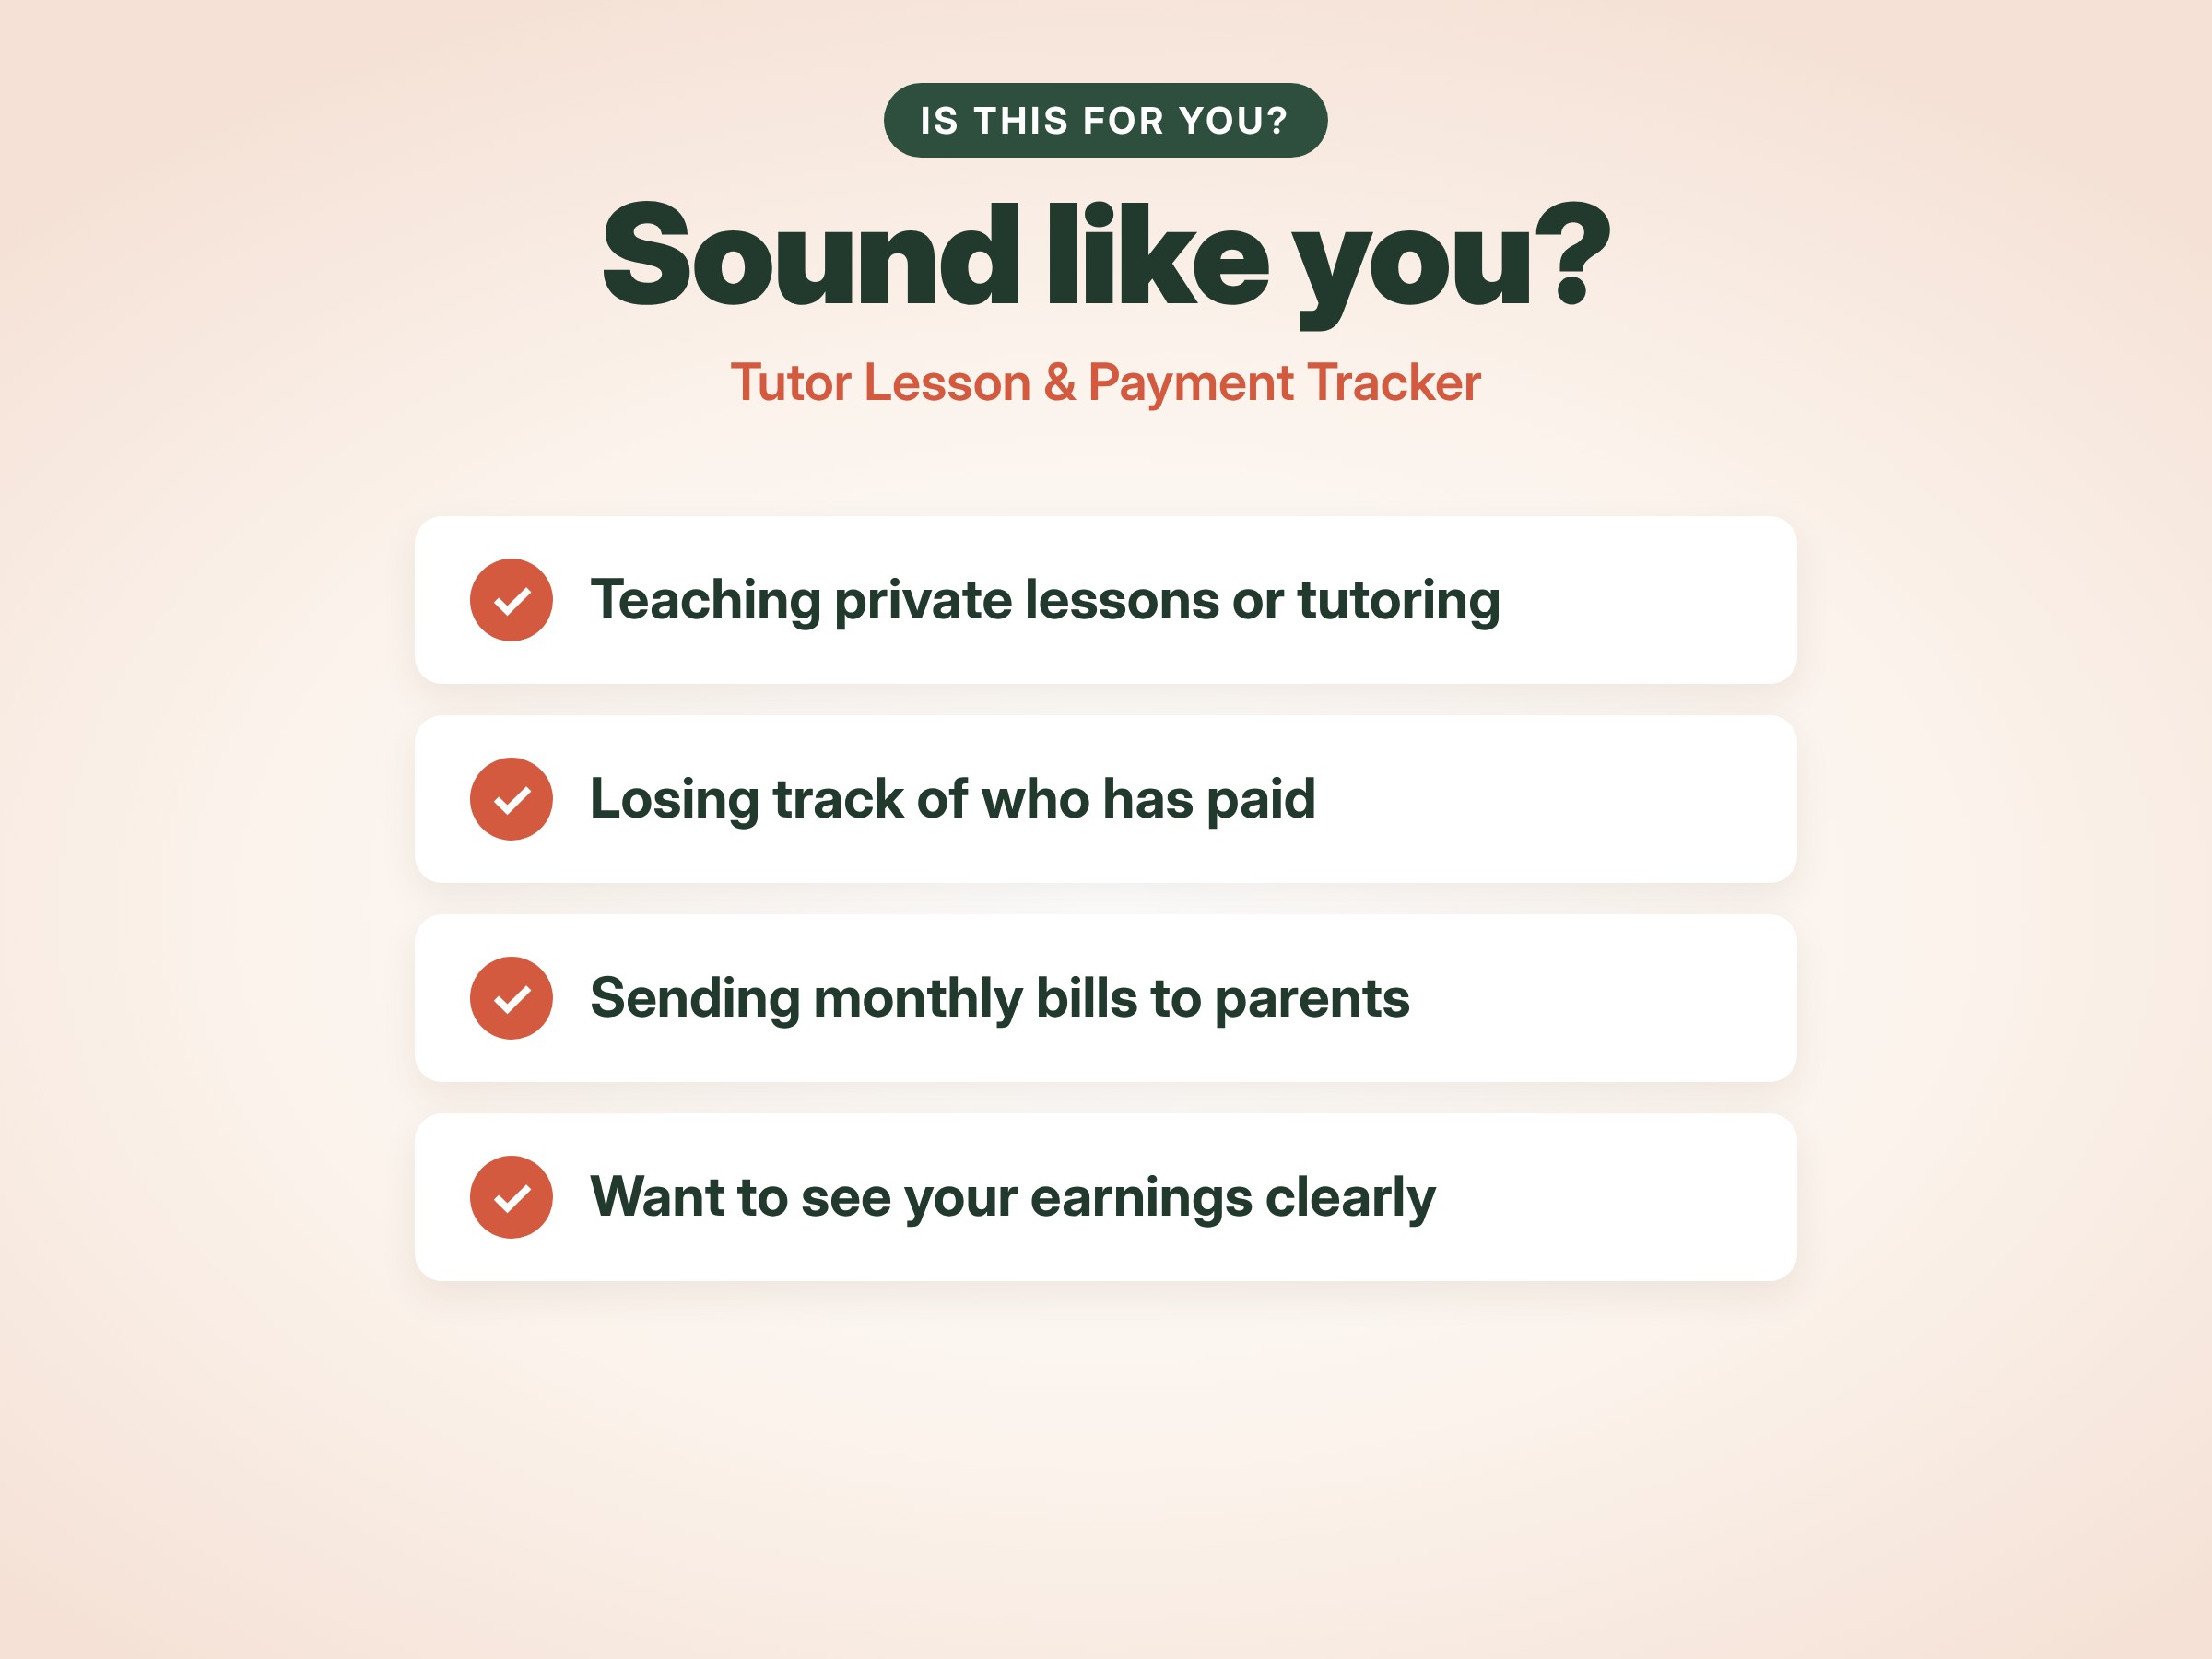 IS THIS FOR YOU?
Sound like you?
Tutor Lesson & Payment Tracker
Teaching private lessons or tutoring
Losing track of who has paid
Sending monthly bills to parents
Want to see your earnings clearly